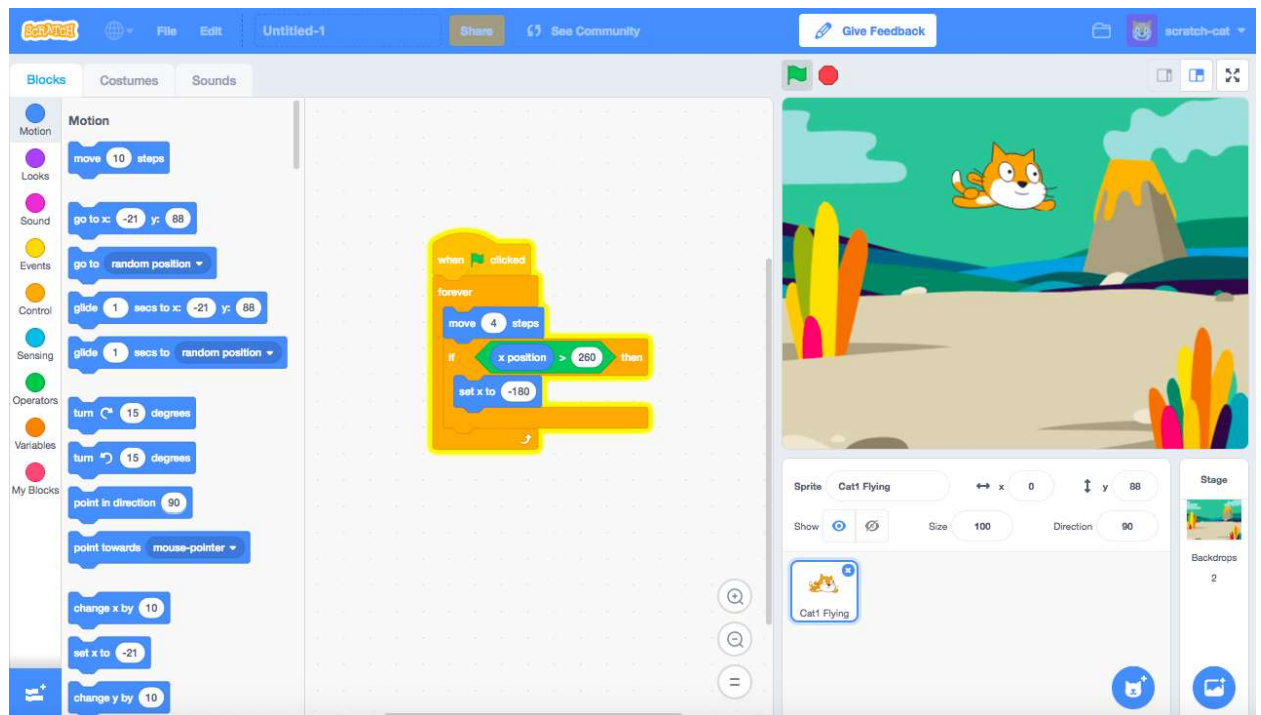 SCRATCH File Edit Untitled-1 Share See Community Give Feedback scratch-cat
Blocks Costumes Sounds
Motion
Looks
Sound
Events
Control
Sensing
Operators
Variables
My Blocks
Motion
move 10 steps
go to x: -21 y: 88
go to random position
glide 1 secs to x: -21 y: 88
glide 1 secs to random position
turn 15 degrees
turn 15 degrees
point in direction 90
point towards mouse-pointer
change x by 10
set x to -21
change y by 10
when clicked
forever
move 4 steps
if x position > 260 then
set x to -180
Sprite Cat1 Flying x 0 y 88
Show Size 100 Direction 90
Cat1 Flying
Stage
Backdrops
2